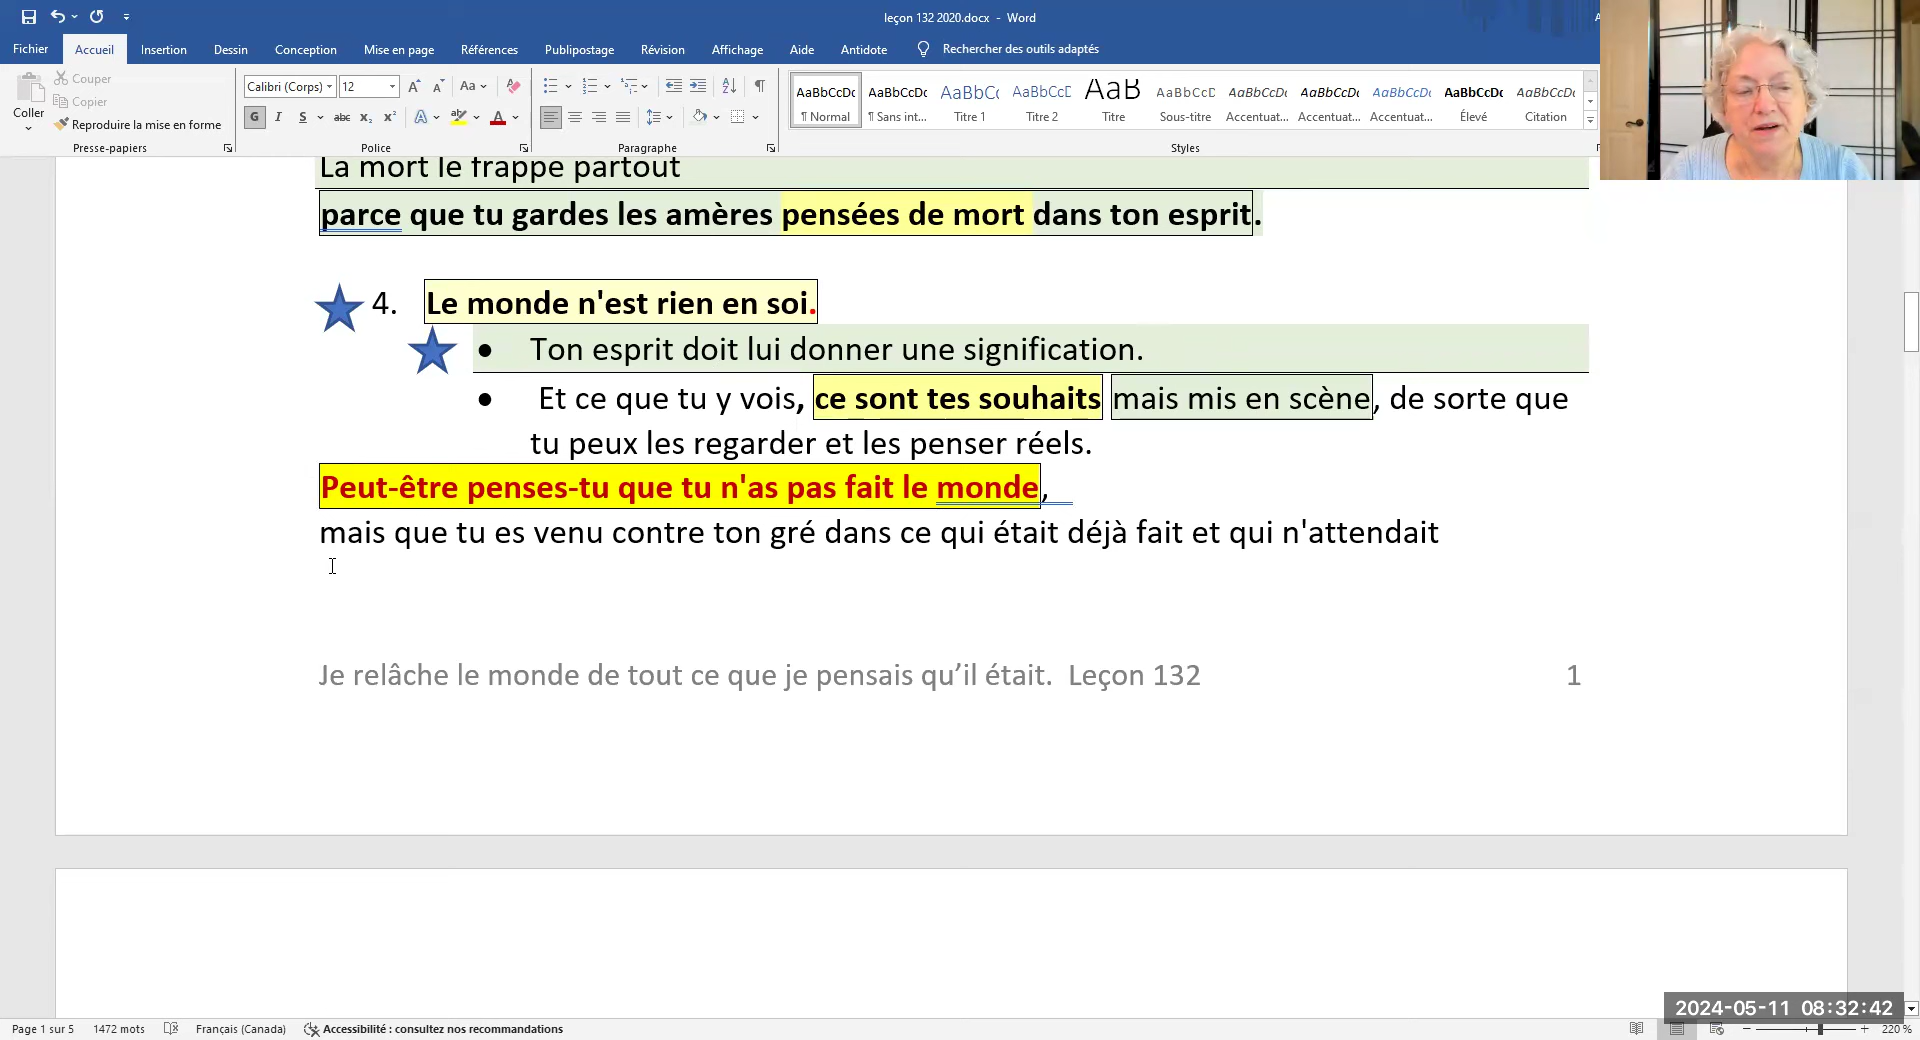 leçon 132 2020.docx - Word
Fichier Accueil Insertion Dessin Conception Mise en page Références Publipostage Révision Affichage Aide Antidote Rechercher des outils adaptés
Coller
Couper
Copier
Reproduire la mise en forme
Presse-papiers
Calibri (Corps) 12
Aa
G I S abc x₂ x² A A
Police
Paragraphe
AaBbCcDc AaBbCcDc AaBbCc AaBbCcD AaB AaBbCcD AaBbCcDc AaBbCcDc AaBbCcDc AaBbCcDc AaBbCcDc
¶ Normal ¶ Sans int... Titre 1 Titre 2 Titre Sous-titre Accentuat... Accentuat... Accentuat... Élevé Citation
Styles
La mort le frappe partout
parce que tu gardes les amères pensées de mort dans ton esprit.
4. Le monde n'est rien en soi.
• Ton esprit doit lui donner une signification.
• Et ce que tu y vois, ce sont tes souhaits mais mis en scène, de sorte que
tu peux les regarder et les penser réels.
Peut-être penses-tu que tu n'as pas fait le monde,
mais que tu es venu contre ton gré dans ce qui était déjà fait et qui n'attendait
Je relâche le monde de tout ce que je pensais qu’il était. Leçon 132 1
2024-05-11 08:32:42
Page 1 sur 5 1472 mots Français (Canada) Accessibilité : consultez nos recommandations 220 %